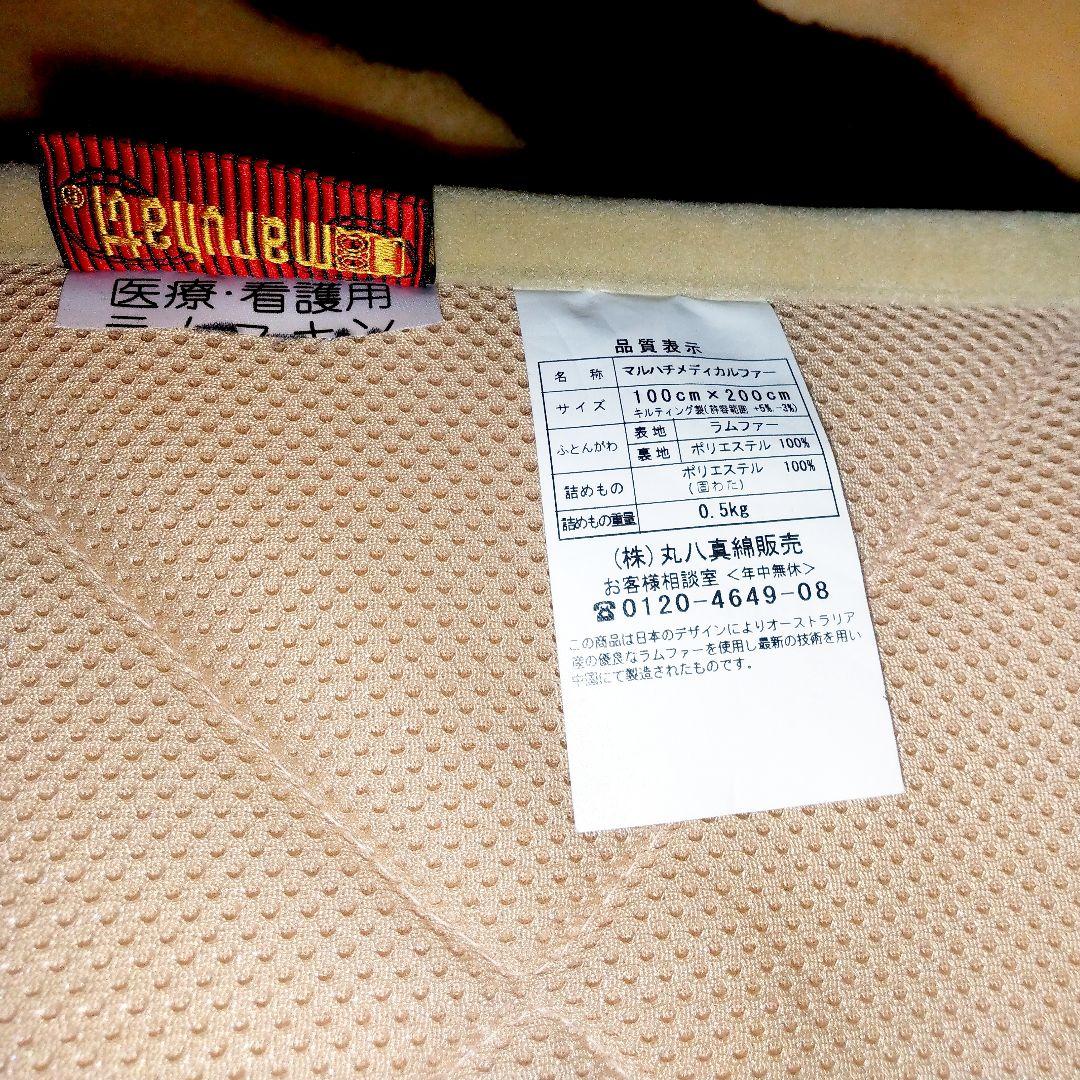 maruhachi
®
医療・看護用
品質表示
名 称 マルハチメディカルファー
サイズ 100cm×200cm
キルティング製(許容範囲 +5%,-3%)
ふとんがわ 表地 ラムファー
裏地 ポリエステル 100%
詰めもの ポリエステル 100%
(固わた)
詰めもの重量 0.5kg
(株)丸八真綿販売
お客様相談室 <年中無休>
☎0120-4649-08
この商品は日本のデザインによりオーストラリア
産の優良なラムファーを使用し最新の技術を用い
中国にて製造されたものです。